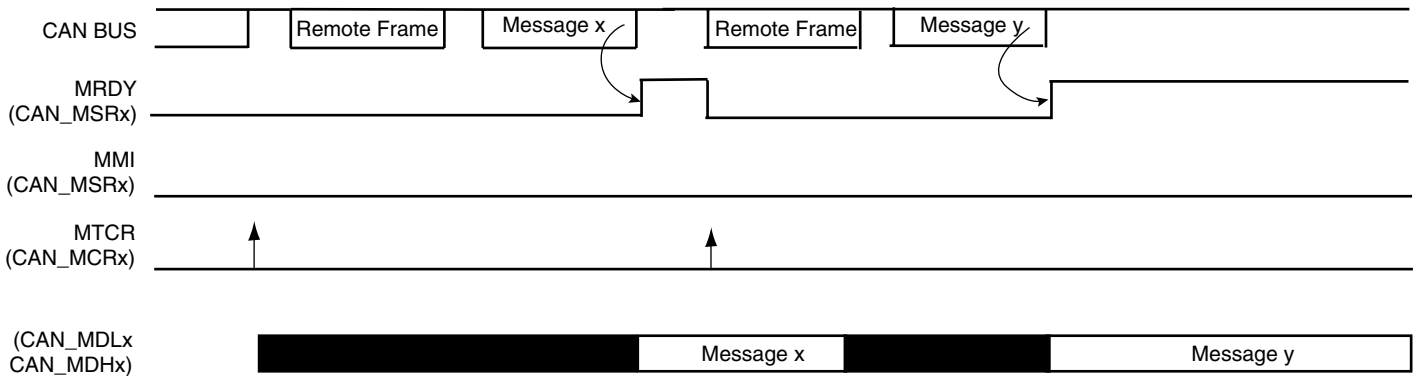 CAN BUS
Remote Frame
Message x
Remote Frame
Message y
MRDY
(CAN_MSRx)
MMI
(CAN_MSRx)
MTCR
(CAN_MCRx)
(CAN_MDLx
CAN_MDHx)
Message x
Message y